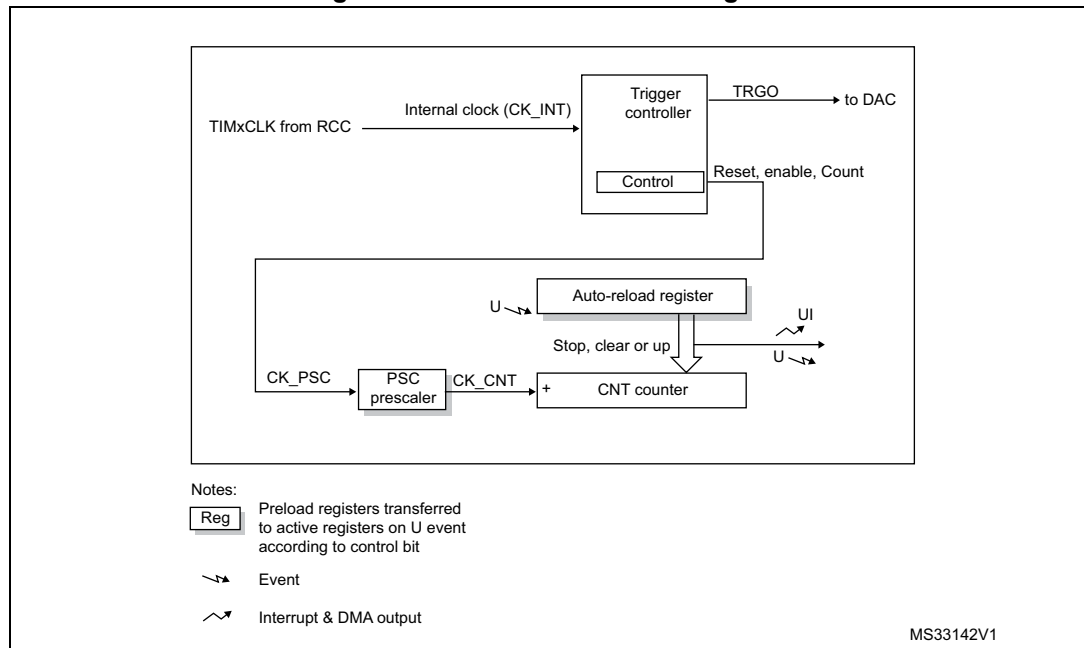 Trigger
controller
TRGO
to DAC
Internal clock (CK_INT)
TIMxCLK from RCC
Control
Reset, enable, Count
Auto-reload register
U
UI
Stop, clear or up
U
CK_PSC
PSC
prescaler
CK_CNT
+
CNT counter
Notes:
Reg
Preload registers transferred
to active registers on U event
according to control bit
Event
Interrupt & DMA output
MS33142V1